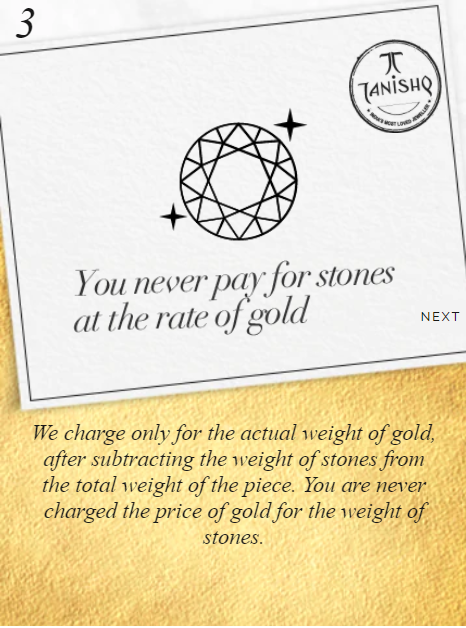 3
TANISHQ
INDIA'S MOST LOVED JEWELLER
You never pay for stones
at the rate of gold
NEXT
We charge only for the actual weight of gold,
after subtracting the weight of stones from
the total weight of the piece. You are never
charged the price of gold for the weight of
stones.